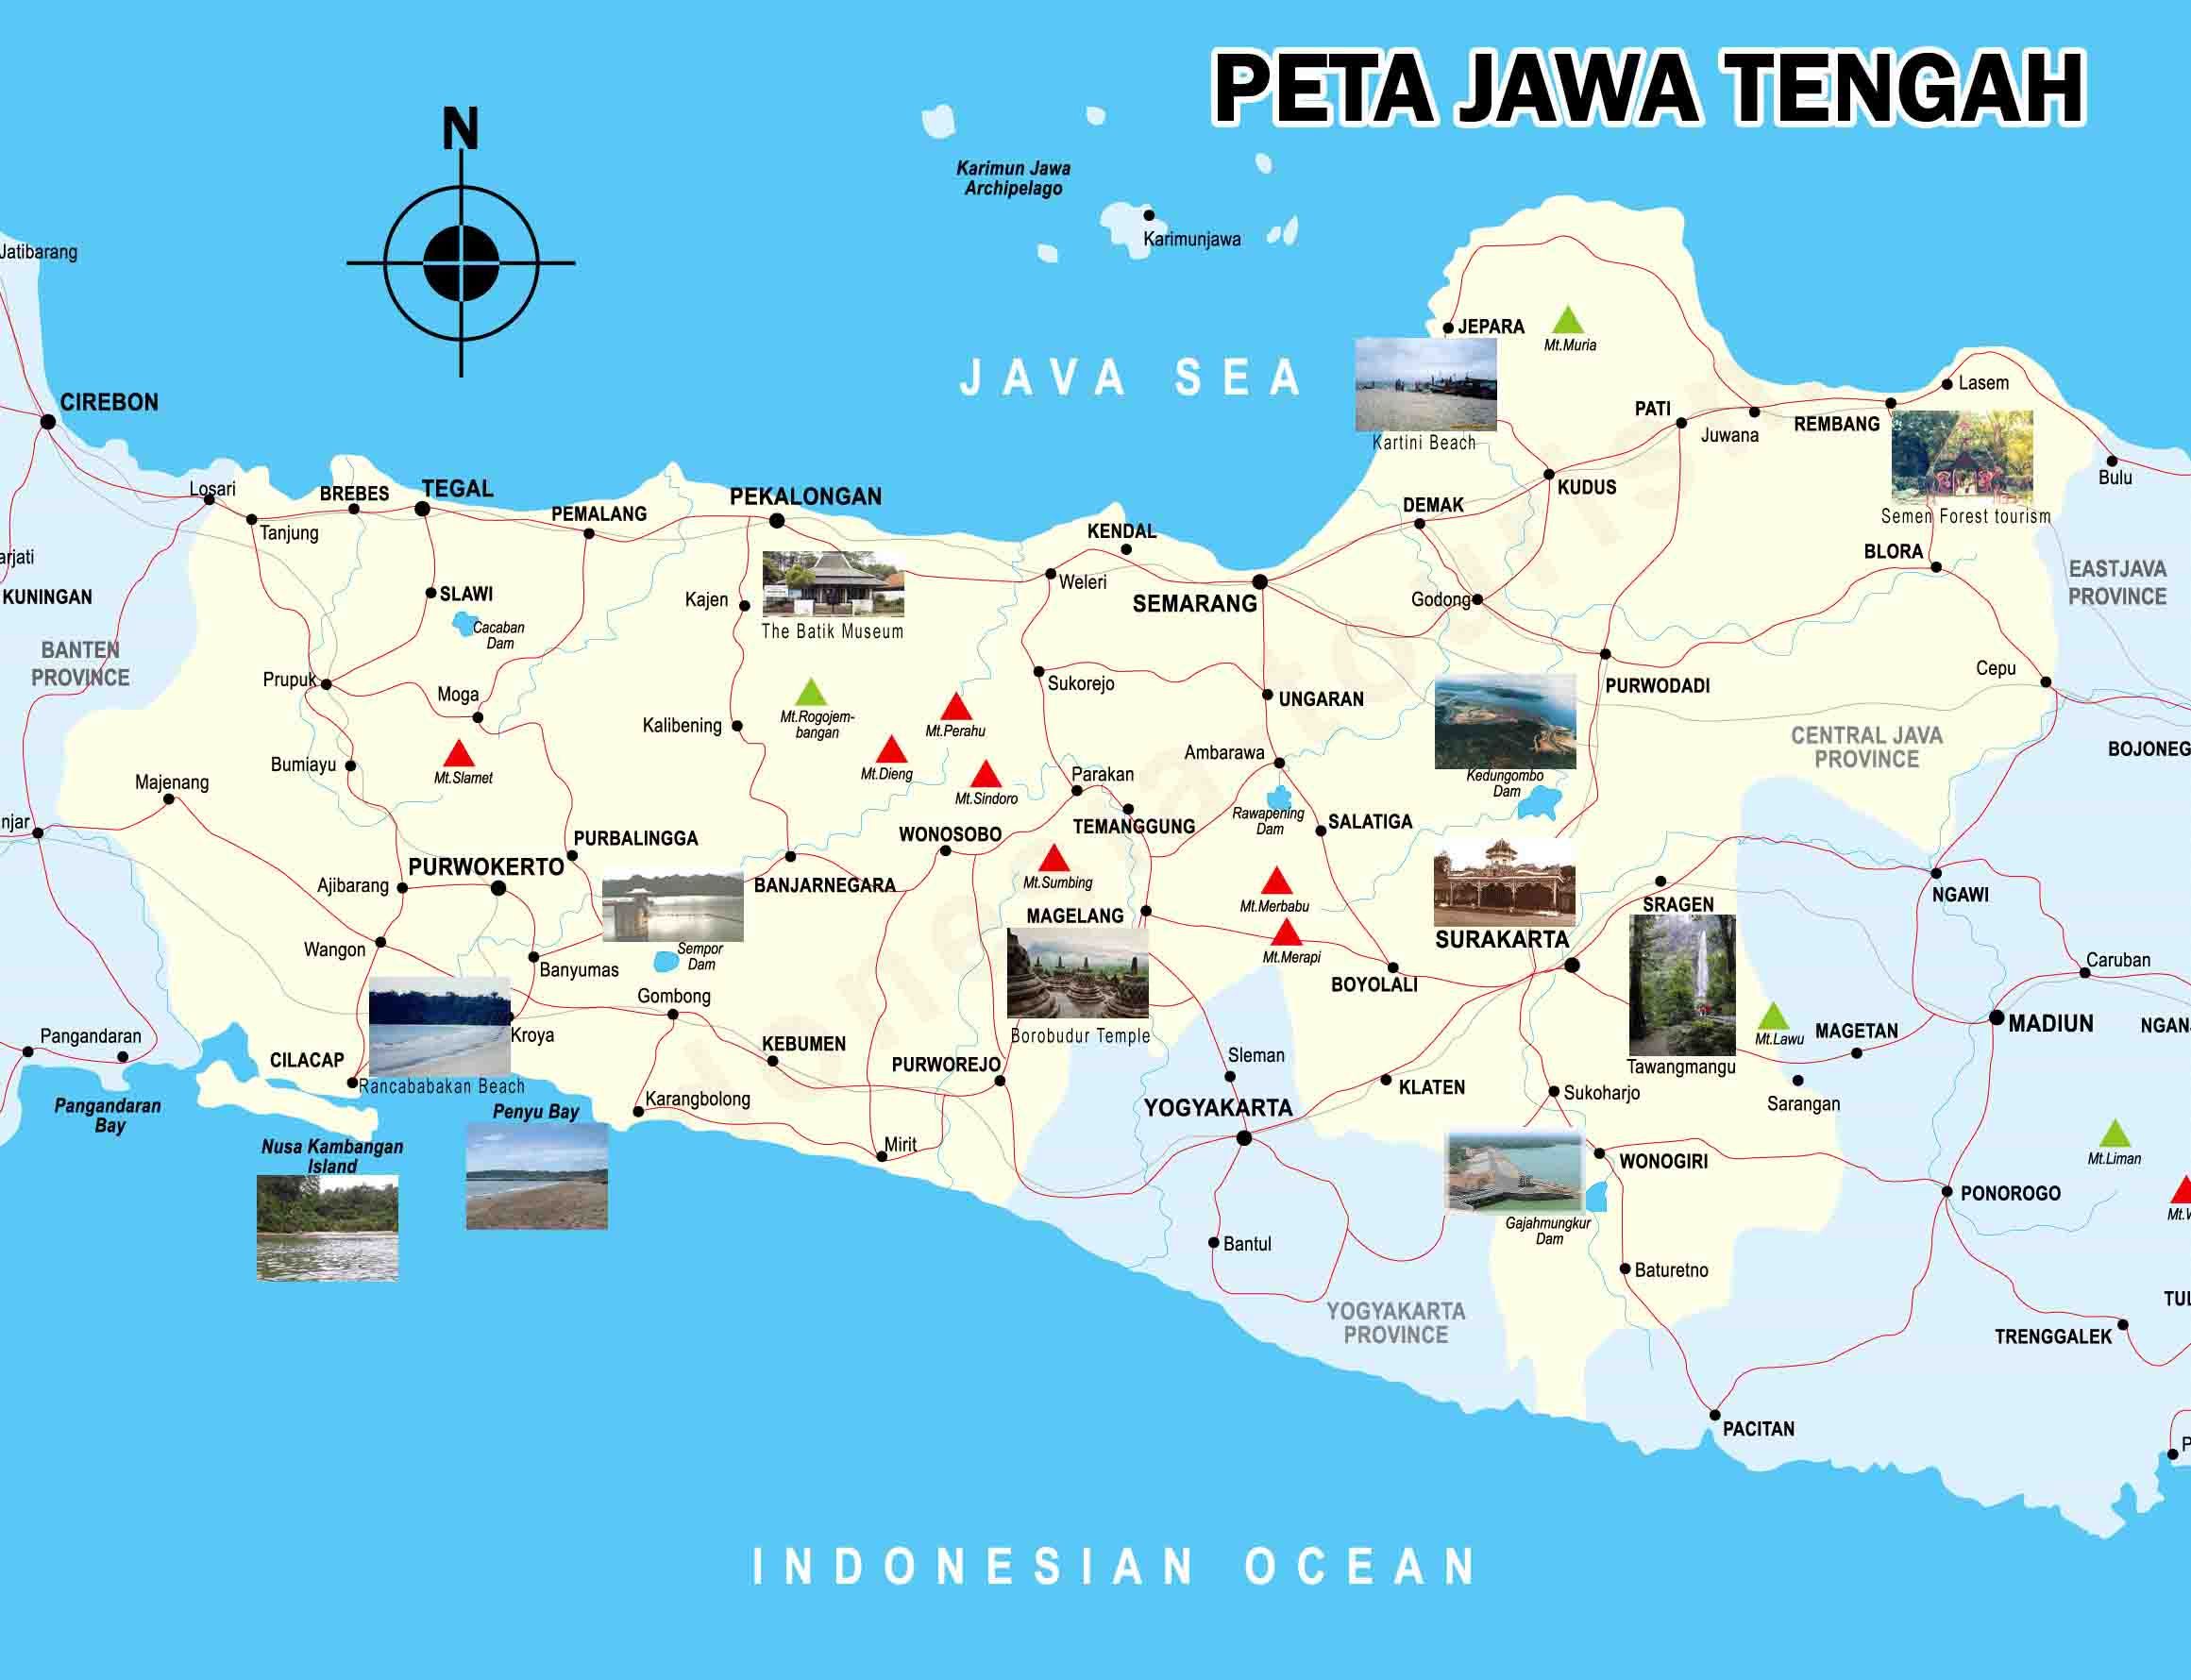 PETA JAWA TENGAH
N
Karimun Jawa
Archipelago
Karimunjawa
Jatibarang
JAVA SEA
JEPARA
Mt.Muria
Kartini Beach
CIREBON
PATI
Juwana
REMBANG
Lasem
Bulu
Semen Forest tourism
Losari
BREBES
TEGAL
Tanjung
PEMALANG
PEKALONGAN
KENDAL
DEMAK
KUDUS
BLORA
EASTJAVA
PROVINCE
arjati
KUNINGAN
SLAWI
Cacaban
Dam
Kajen
The Batik Museum
Weleri
SEMARANG
Godong
BANTEN
PROVINCE
Prupuk
Moga
Sukorejo
UNGARAN
PURWODADI
Cepu
Mt.Rogojem-
bangan
Mt.Perahu
Kalibening
Mt.Dieng
Mt.Sindoro
Mt.Slamet
Bumiayu
Majenang
Ambarawa
Parakan
Kedungombo
Dam
CENTRAL JAVA
PROVINCE
BOJONEG
njar
Rawapening
Dam
SALATIGA
TEMANGGUNG
WONOSOBO
PURBALINGGA
PURWOKERTO
Ajibarang
BANJARNEGARA
Mt.Sumbing
Mt.Merbabu
MAGELANG
SRAGEN
NGAWI
SURAKARTA
Mt.Merapi
BOYOLALI
Wangon
Banyumas
Sempor
Dam
Gombong
Caruban
Borobudur Temple
Kroya
KEBUMEN
PURWOREJO
Pangandaran
CILACAP
Rancababakan Beach
Sleman
KLATEN
Tawangmangu
Mt.Lawu
MAGETAN
MADIUN
NGAN
Sukoharjo
Sarangan
Pangandaran
Bay
Penyu Bay
Karangbolong
YOGYAKARTA
Mirit
Nusa Kambangan
Island
WONOGIRI
Mt.Liman
PONOROGO
Mt.W
Gajahmungkur
Dam
Bantul
Baturetno
YOGYAKARTA
PROVINCE
TUL
TRENGGALEK
PACITAN
P
INDONESIAN OCEAN